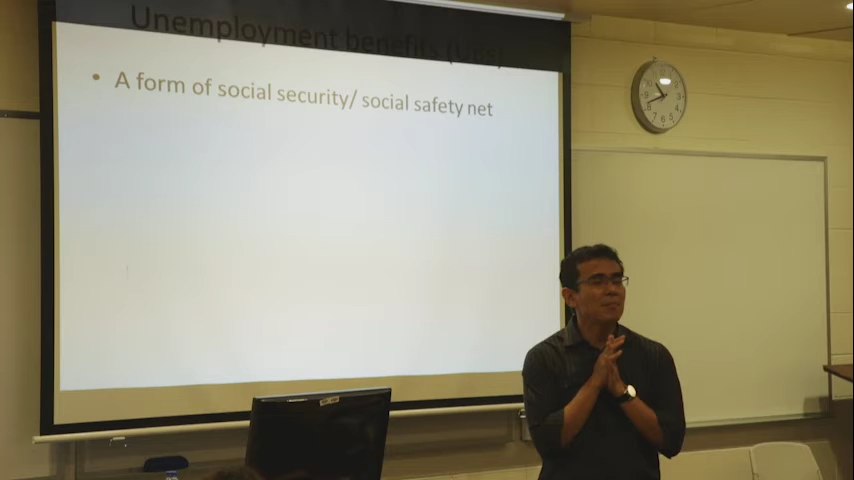 Unemployment benefits
• A form of social security/ social safety net